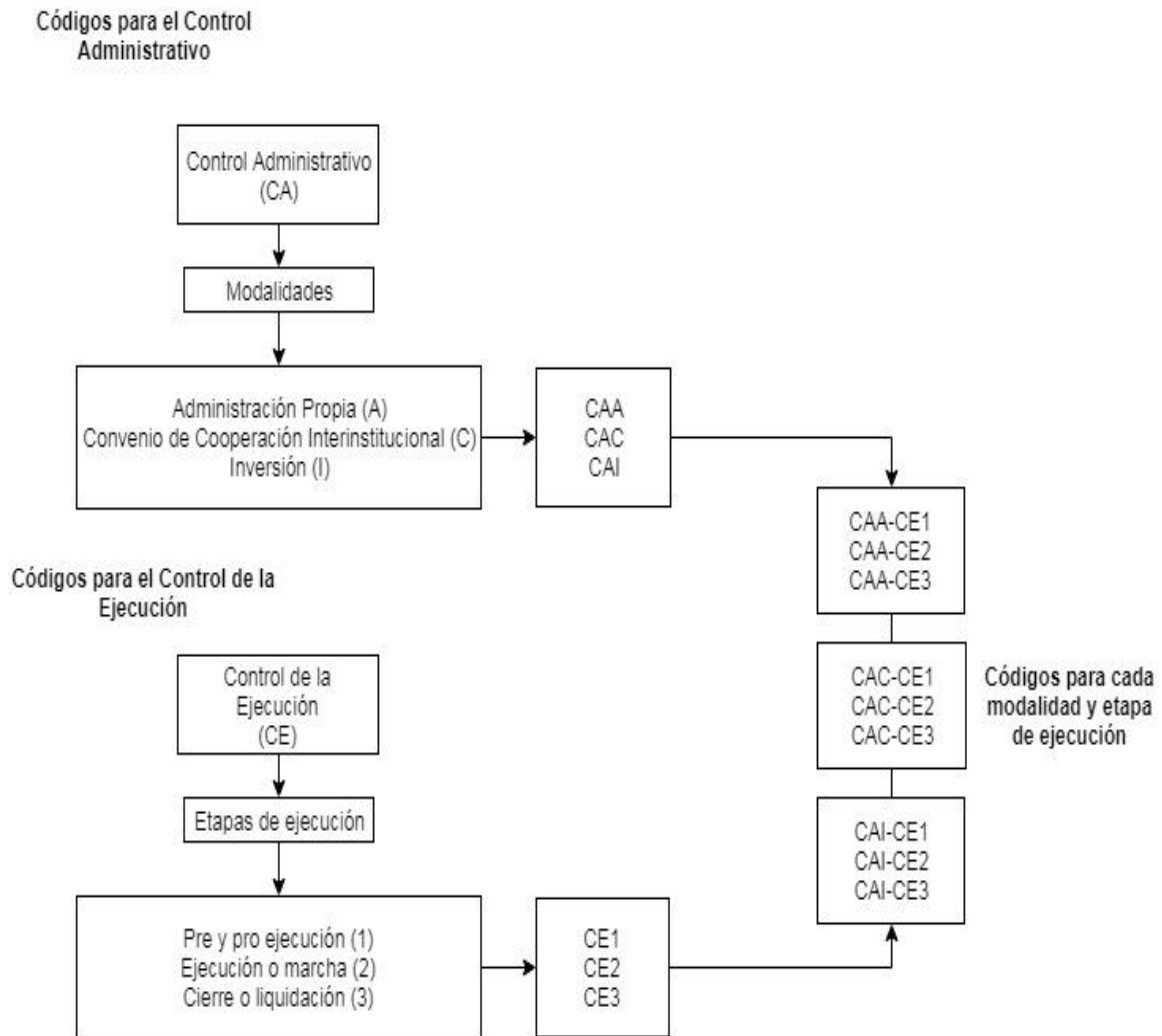 Códigos para el Control
Administrativo
Control Administrativo
(CA)
Modalidades
Administración Propia (A)
Convenio de Cooperación Interinstitucional (C)
Inversión (I)
CAA
CAC
CAI
CAA-CE1
CAA-CE2
CAA-CE3
Códigos para el Control de la
Ejecución
Control de la
Ejecución
(CE)
CAC-CE1
CAC-CE2
CAC-CE3
Códigos para cada
modalidad y etapa
de ejecución
Etapas de ejecución
CAI-CE1
CAI-CE2
CAI-CE3
Pre y pro ejecución (1)
Ejecución o marcha (2)
Cierre o liquidación (3)
CE1
CE2
CE3